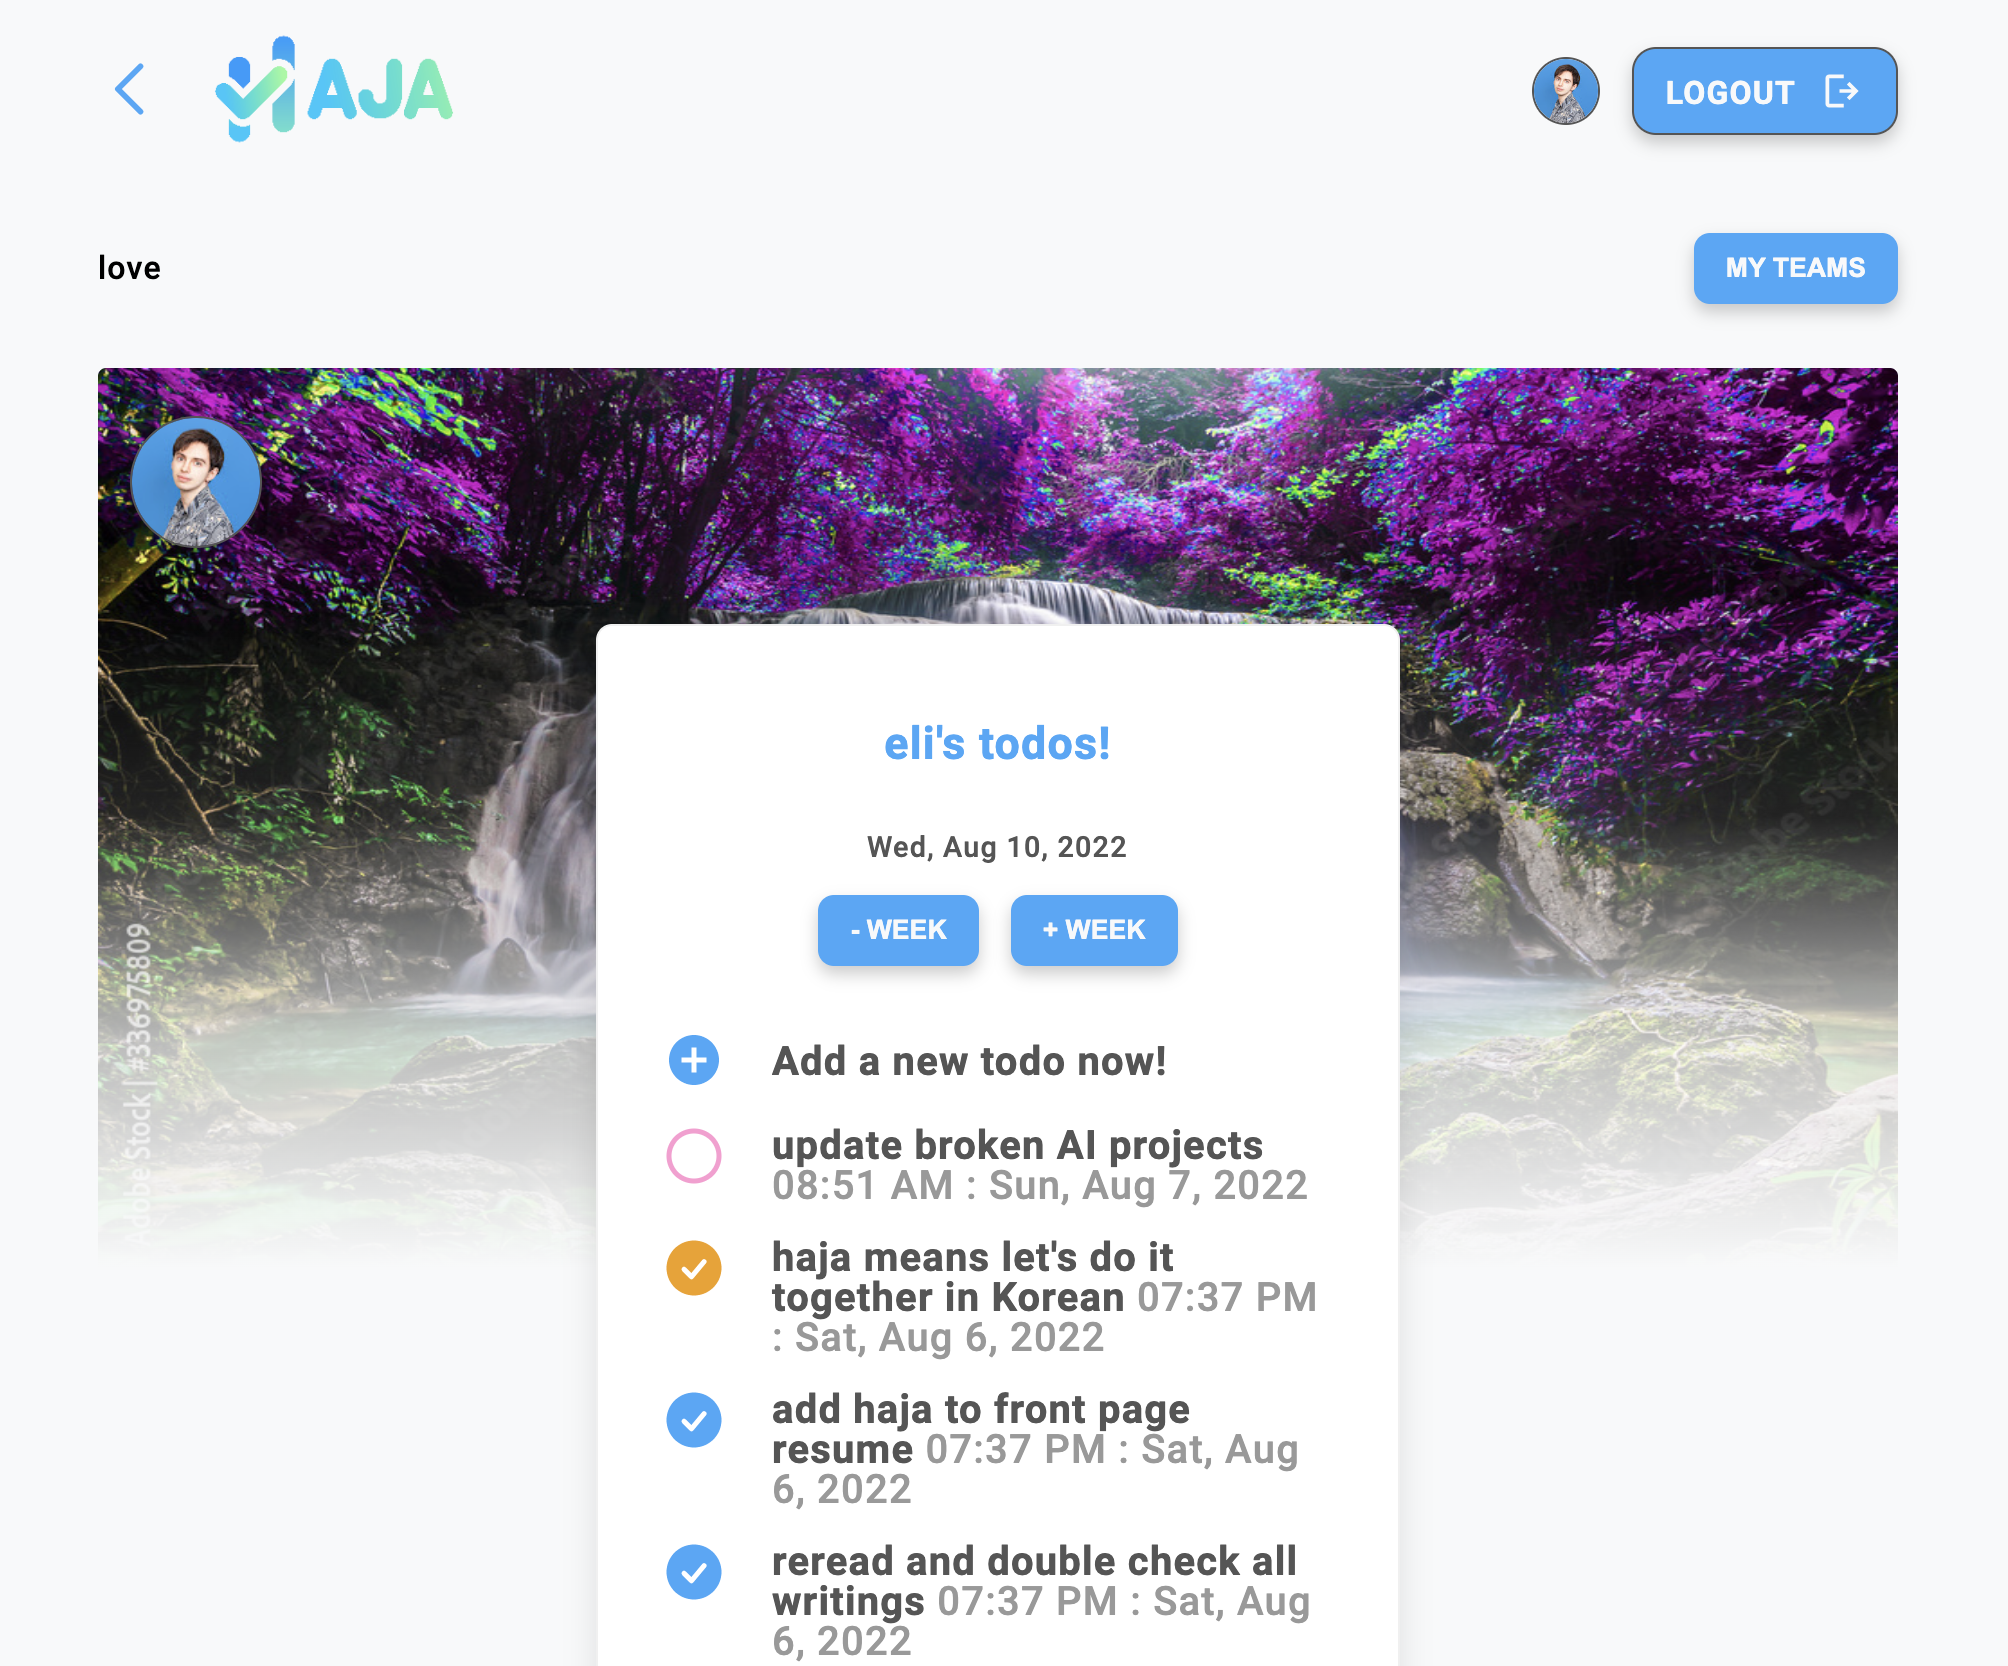 HAJA
LOGOUT
love
MY TEAMS
eli's todos!
Wed, Aug 10, 2022
- WEEK
+ WEEK
Add a new todo now!
update broken AI projects
08:51 AM : Sun, Aug 7, 2022
haja means let's do it
together in Korean 07:37 PM
: Sat, Aug 6, 2022
add haja to front page
resume 07:37 PM : Sat, Aug
6, 2022
reread and double check all
writings 07:37 PM : Sat, Aug
6, 2022
Adobe Stock | #336975809